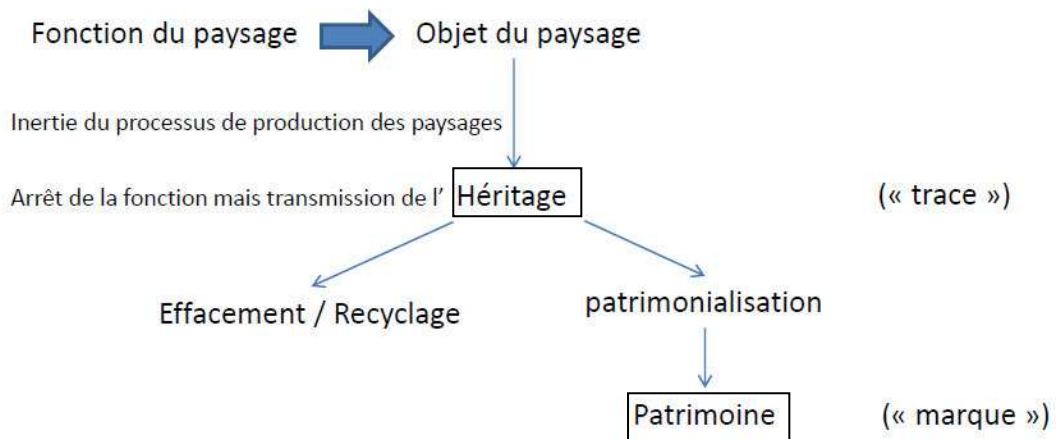 Fonction du paysage Objet du paysage
Inertie du processus de production des paysages
Arrêt de la fonction mais transmission de l’ Héritage (« trace »)
Effacement / Recyclage patrimonialisation
Patrimoine (« marque »)